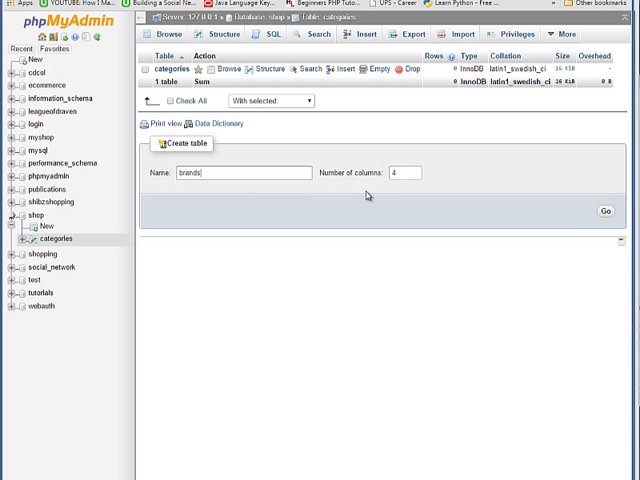 Apps YOUTUBE: How I Ma... Building a Social Ne... Java Language Key... Beginners PHP Tuto... UPS - Career Learn Python - Free ... » Other bookmarks
phpMyAdmin
Server: 127.0.0.1 » Database: shop » Table: categories
Browse Structure SQL Search Insert Export Import Privileges More
Recent Favorites
New
cdcol
ecommerce
information_schema
leagueofdraven
login
myshop
mysql
performance_schema
phpmyadmin
publications
shibzshopping
shop
New
categories
shopping
social_network
test
tutorials
webauth
Table Action Rows Type Collation Size Overhead
categories Browse Structure Search Insert Empty Drop 0 InnoDB latin1_swedish_ci 16 KiB -
1 table Sum 0 InnoDB latin1_swedish_ci 16 KiB 0 B
Check All With selected:
Print view Data Dictionary
Create table
Name: brands Number of columns: 4
Go